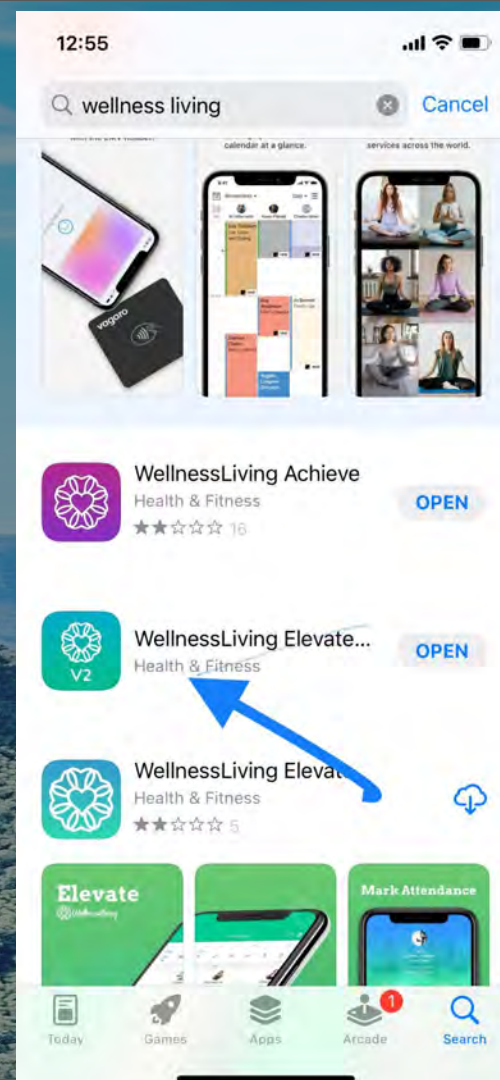 12:55
wellness living
Cancel
calendar at a glance.
services across the world.
vagaro
WellnessLiving Achieve
Health & Fitness
16
OPEN
V2
WellnessLiving Elevate...
Health & Fitness
OPEN
WellnessLiving Elevat
Health & Fitness
5
Elevate
Mark Attendance
Today
Games
Apps
Arcade
1
Search